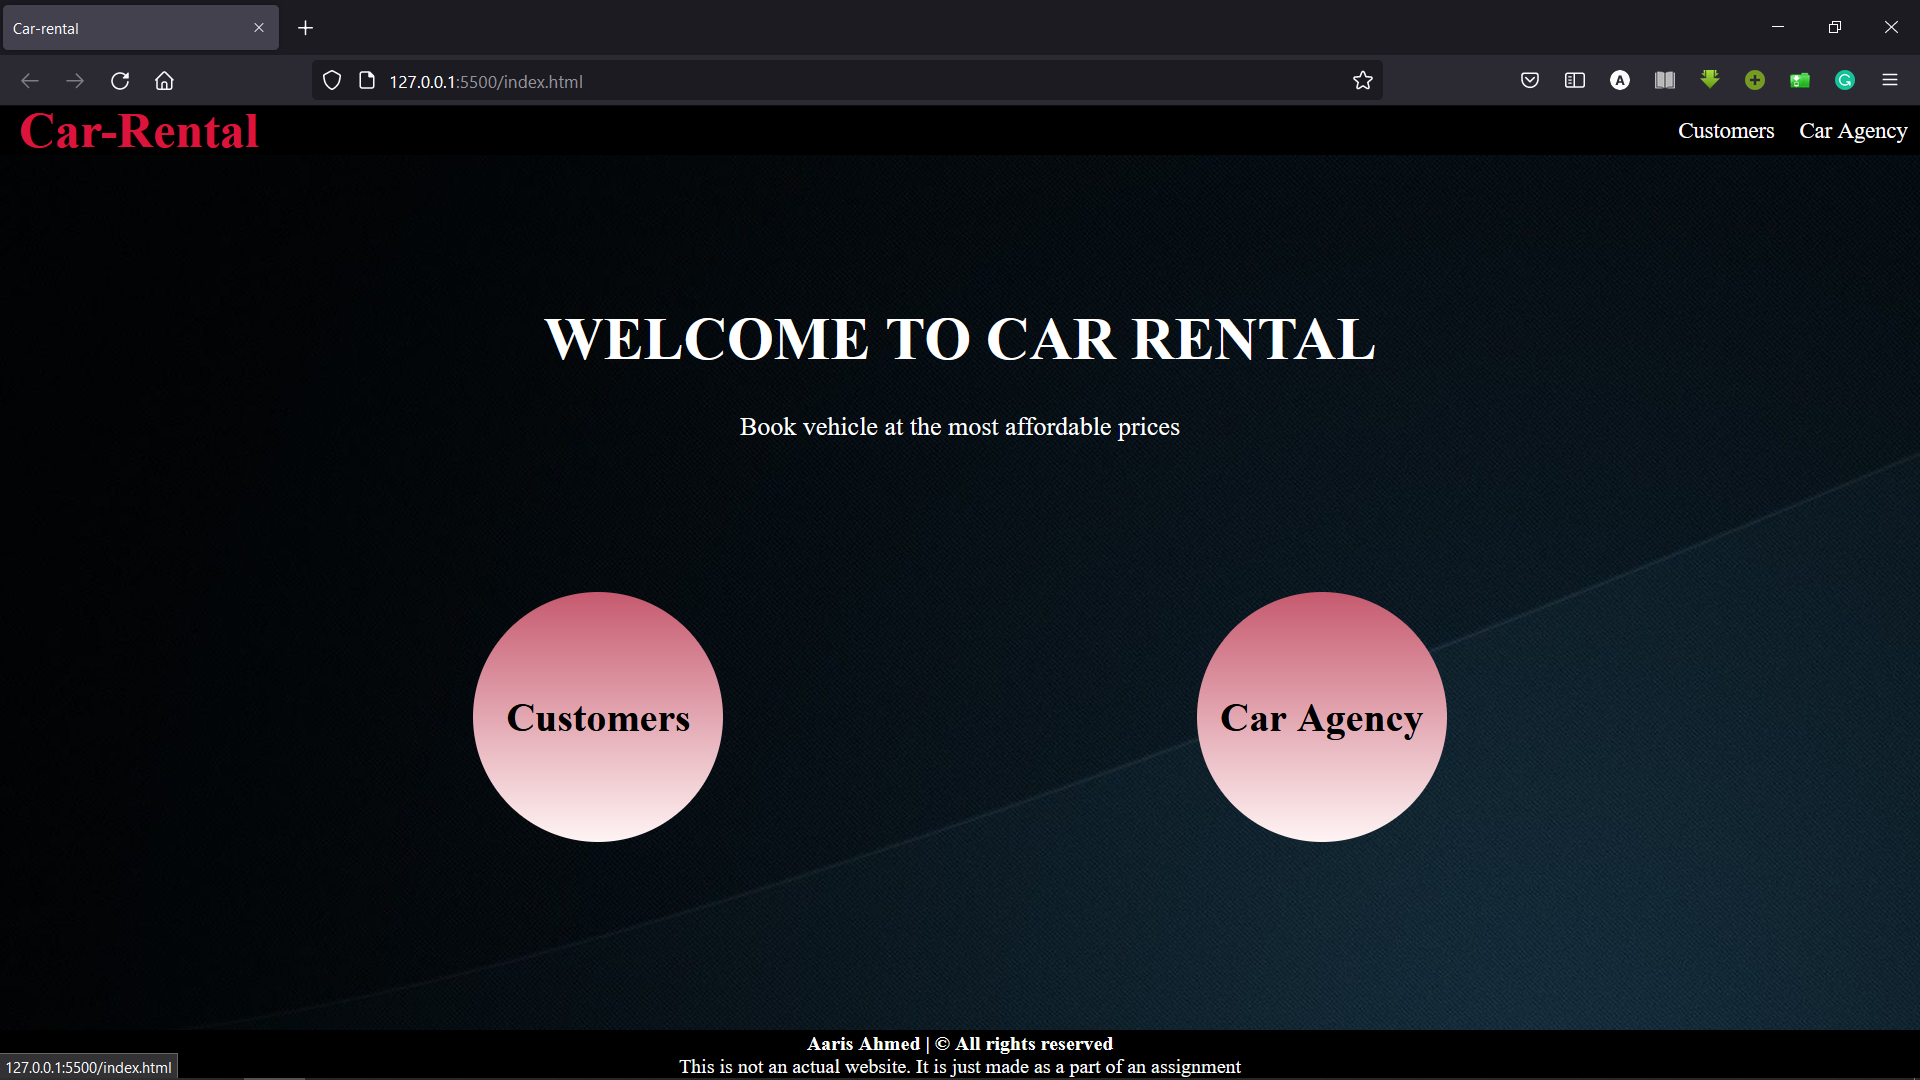 Car-rental
127.0.0.1:5500/index.html
Car-Rental
Customers
Car Agency
WELCOME TO CAR RENTAL
Book vehicle at the most affordable prices
Customers
Car Agency
Aaris Ahmed | © All rights reserved
This is not an actual website. It is just made as a part of an assignment
127.0.0.1:5500/index.html